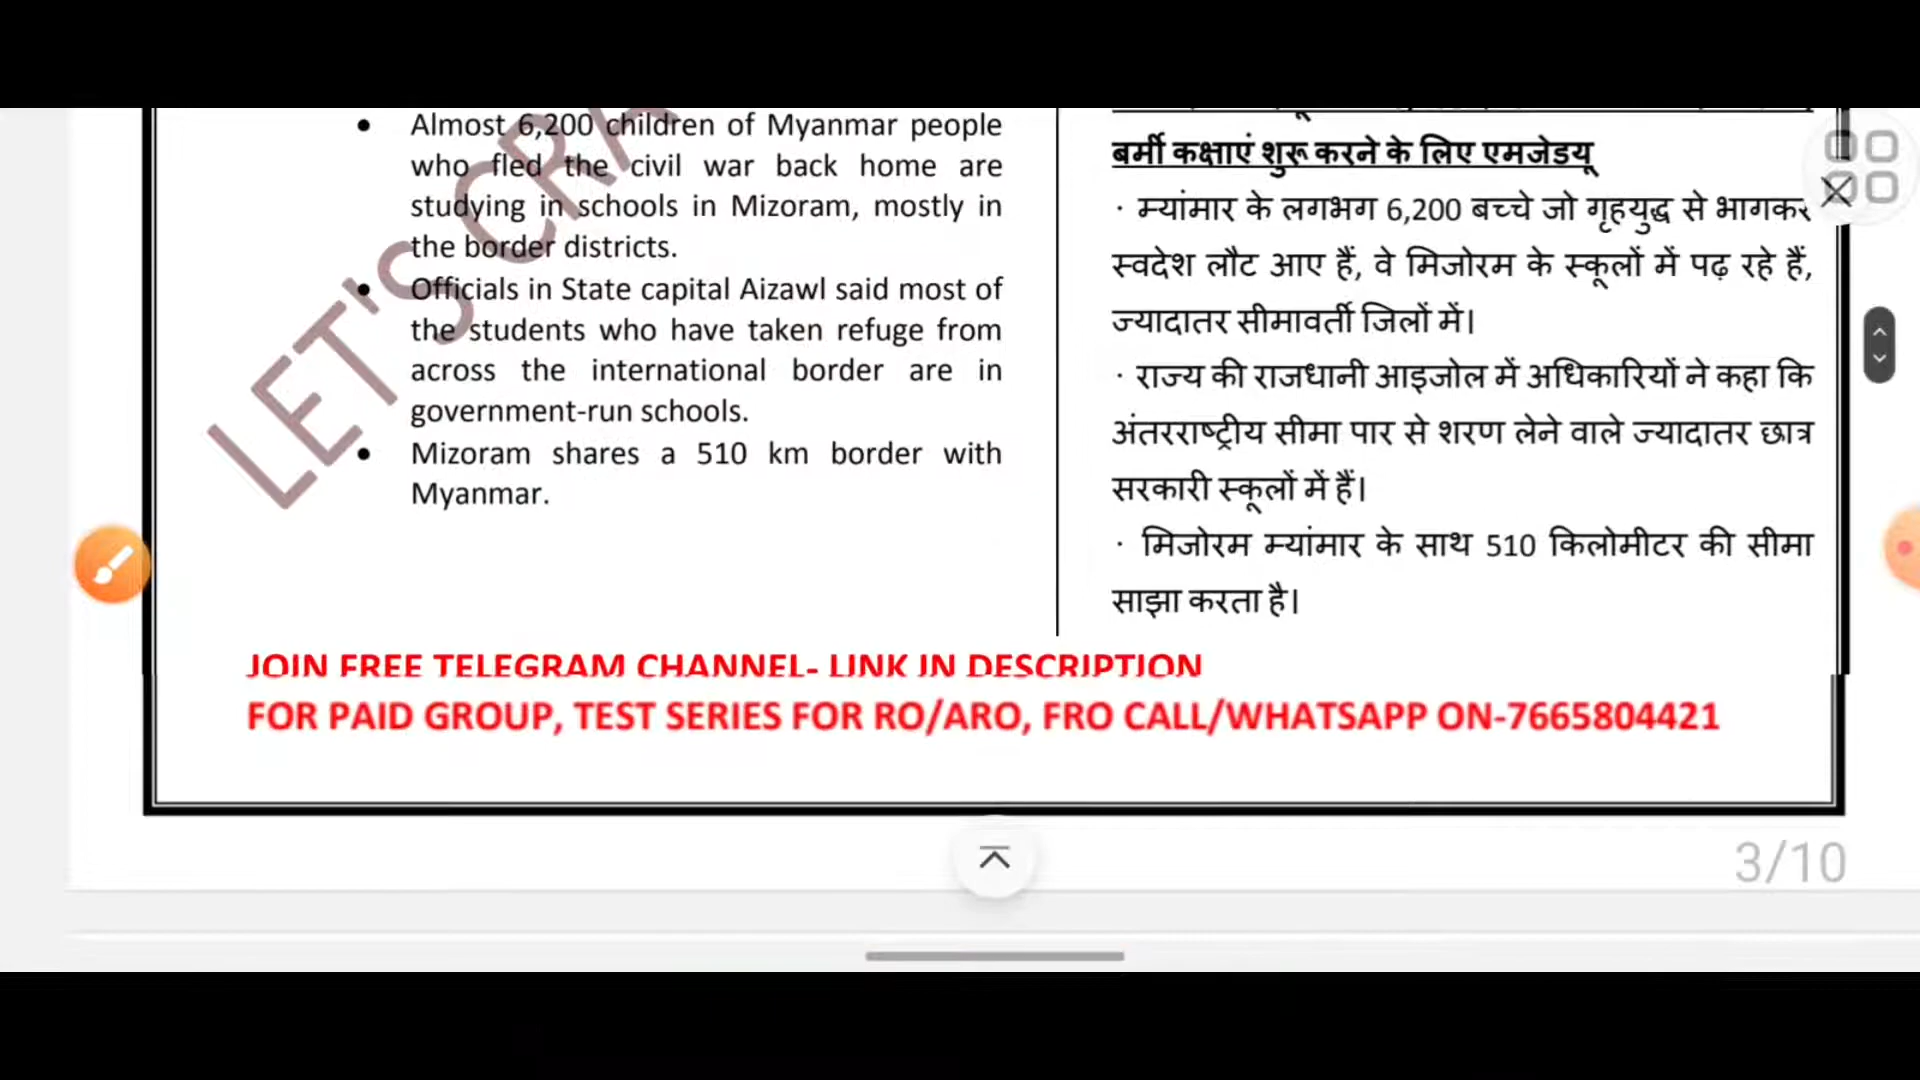 Almost 6,200 children of Myanmar people
who fled the civil war back home are
studying in schools in Mizoram, mostly in
the border districts.
Officials in State capital Aizawl said most of
the students who have taken refuge from
across the international border are in
government-run schools.
Mizoram shares a 510 km border with
Myanmar.
LET'S CRA
बर्मी कक्षाएं शुरू करने के लिए एमजेडयू
· म्यांमार के लगभग 6,200 बच्चे जो गृहयुद्ध से भागकर
स्वदेश लौट आए हैं, वे मिजोरम के स्कूलों में पढ़ रहे हैं,
ज्यादातर सीमावर्ती जिलों में।
· राज्य की राजधानी आइजोल में अधिकारियों ने कहा कि
अंतरराष्ट्रीय सीमा पार से शरण लेने वाले ज्यादातर छात्र
सरकारी स्कूलों में हैं।
· मिजोरम म्यांमार के साथ 510 किलोमीटर की सीमा
साझा करता है।
JOIN FREE TELEGRAM CHANNEL- LINK IN DESCRIPTION
FOR PAID GROUP, TEST SERIES FOR RO/ARO, FRO CALL/WHATSAPP ON-7665804421
3/10